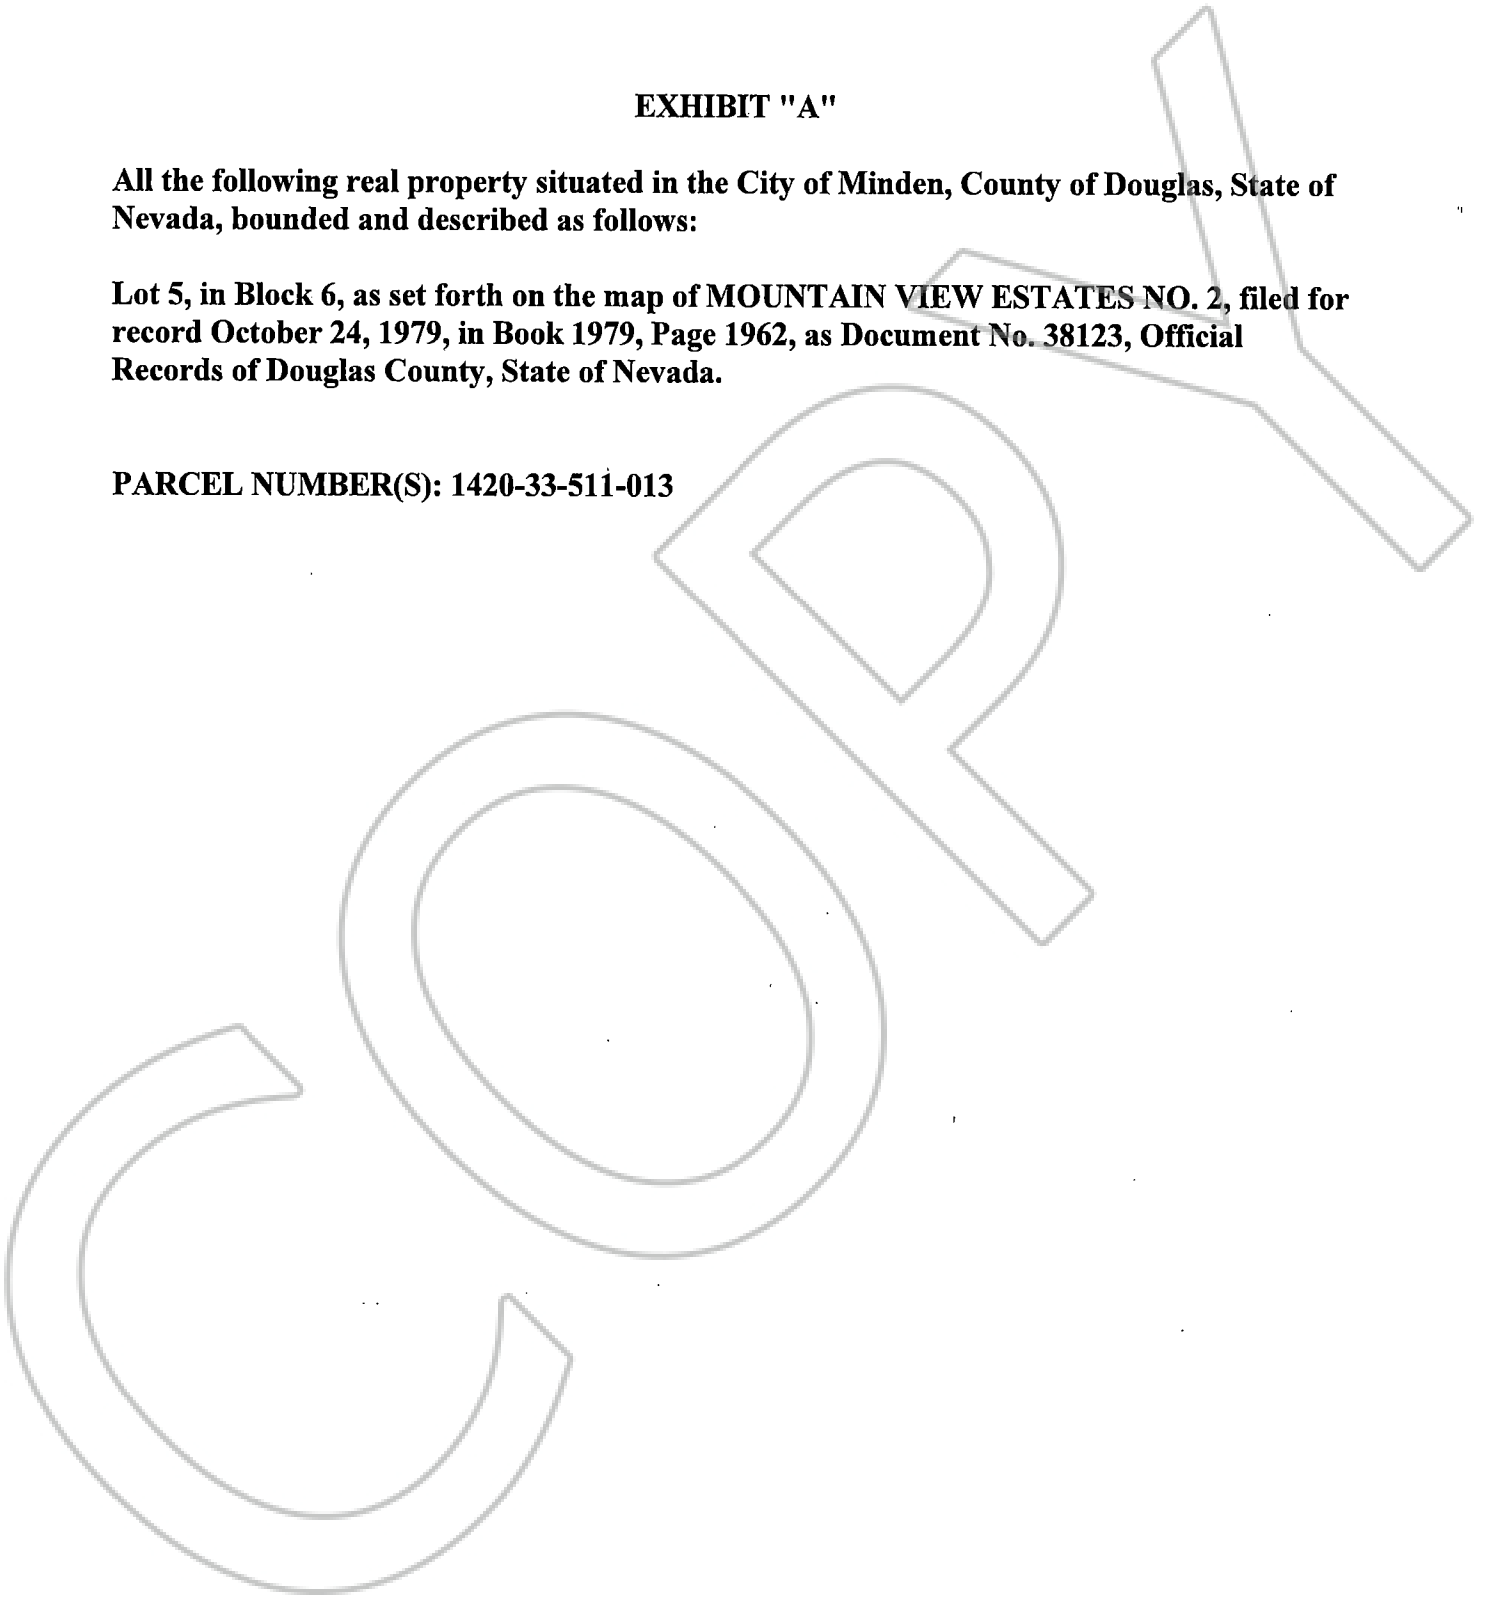 EXHIBIT "A"
All the following real property situated in the City of Minden, County of Douglas, State of
Nevada, bounded and described as follows:
Lot 5, in Block 6, as set forth on the map of MOUNTAIN VIEW ESTATES NO. 2, filed for
record October 24, 1979, in Book 1979, Page 1962, as Document No. 38123, Official
Records of Douglas County, State of Nevada.
PARCEL NUMBER(S): 1420-33-511-013
COPY